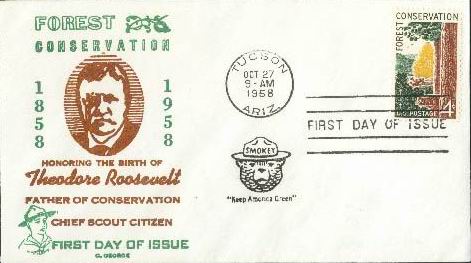 FOREST
CONSERVATION
1858
1958
HONORING THE BIRTH OF
Theodore Roosevelt
FATHER OF CONSERVATION
CHIEF SCOUT CITIZEN
FIRST DAY OF ISSUE
C. GEORGE
TUCSON
OCT 27
9-AM
1958
ARIZ.
SMOKEY
"Keep America Green"
FOREST CONSERVATION
U.S. POSTAGE 4¢
FIRST DAY OF ISSUE